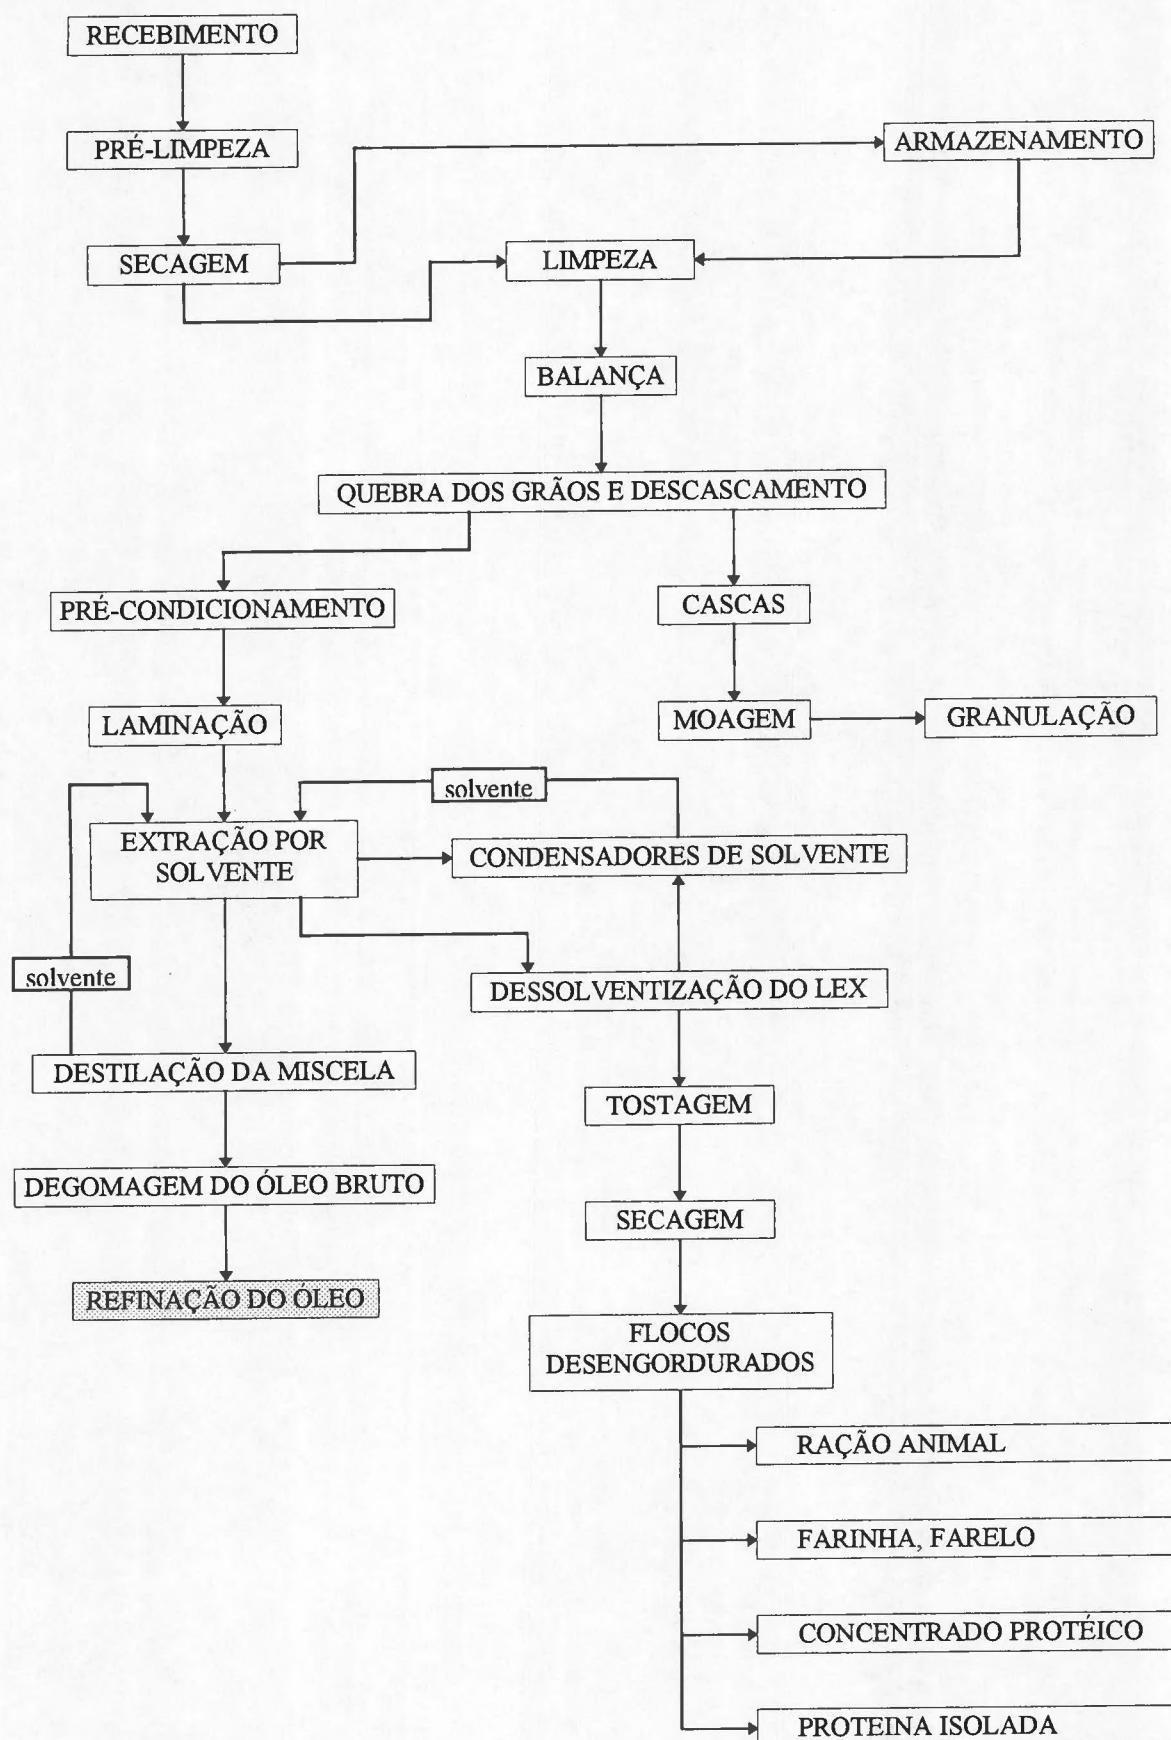 RECEBIMENTO
PRÉ-LIMPEZA
ARMAZENAMENTO
SECAGEM
LIMPEZA
BALANÇA
QUEBRA DOS GRÃOS E DESCASCAMENTO
PRÉ-CONDICIONAMENTO
CASCAS
LAMINAÇÃO
MOAGEM
GRANULAÇÃO
solvente
EXTRAÇÃO POR
SOLVENTE
CONDENSADORES DE SOLVENTE
solvente
DESSOLVENTIZAÇÃO DO LEX
DESTILAÇÃO DA MISCELA
TOSTAGEM
DEGOMAGEM DO ÓLEO BRUTO
SECAGEM
REFINAÇÃO DO ÓLEO
FLOCOS
DESENGORDURADOS
RAÇÃO ANIMAL
FARINHA, FARELO
CONCENTRADO PROTÉICO
PROTEINA ISOLADA